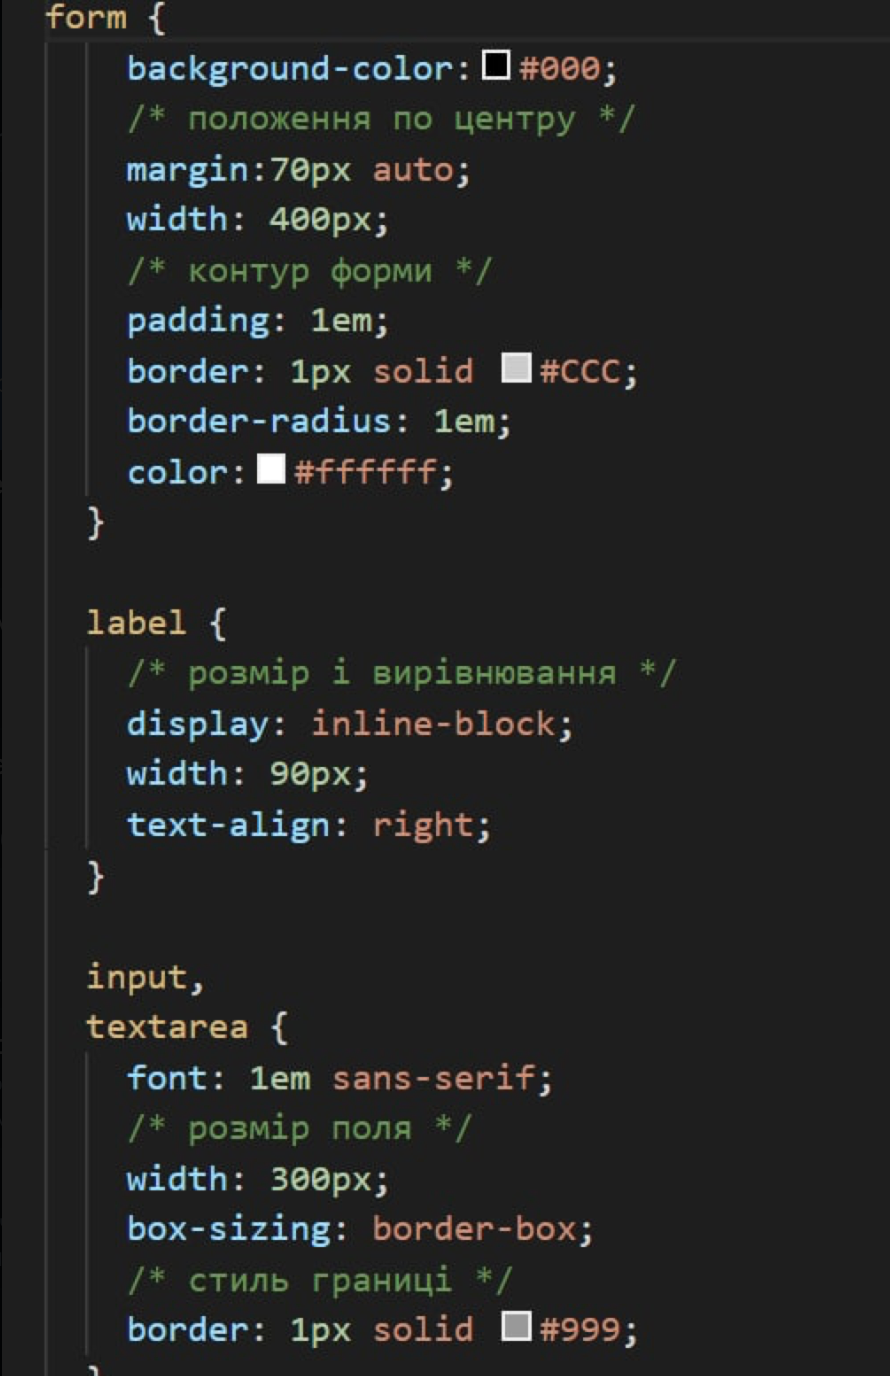 form {
background-color: #000;
/* положення по центру */
margin:70px auto;
width: 400px;
/* контур форми */
padding: 1em;
border: 1px solid #CCC;
border-radius: 1em;
color: #ffffff;
}
label {
/* розмір і вирівнювання */
display: inline-block;
width: 90px;
text-align: right;
}
input,
textarea {
font: 1em sans-serif;
/* розмір поля */
width: 300px;
box-sizing: border-box;
/* стиль границі */
border: 1px solid #999;
}